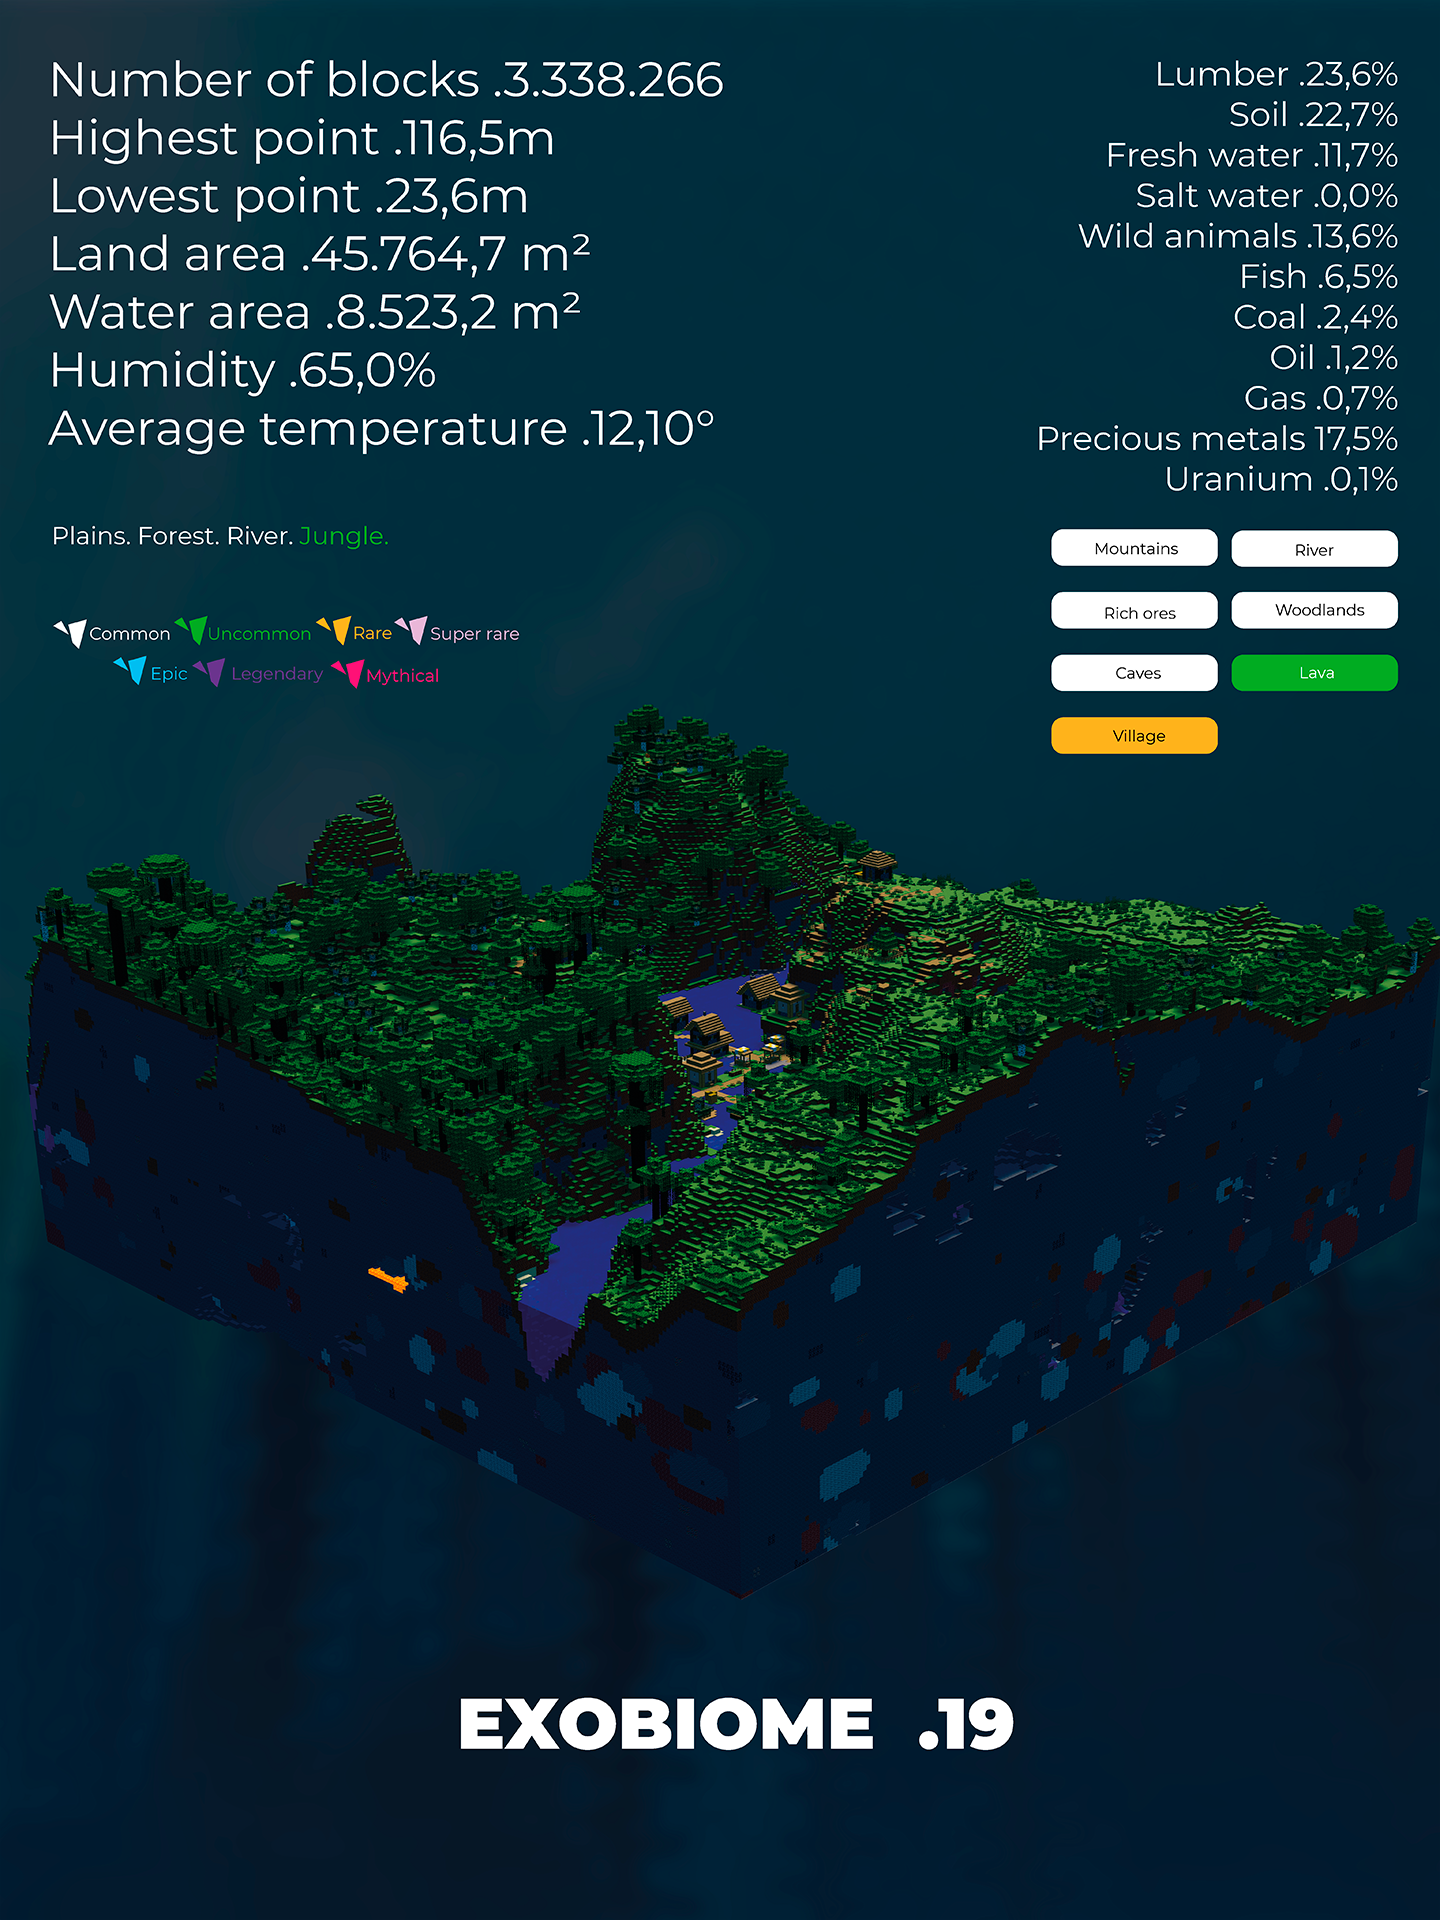 Number of blocks .3.338.266
Highest point .116,5m
Lowest point .23,6m
Land area .45.764,7 m²
Water area .8.523,2 m²
Humidity .65,0%
Average temperature .12,10°
Plains. Forest. River. Jungle.
Common Uncommon Rare Super rare
Epic Legendary Mythical
Lumber .23,6%
Soil .22,7%
Fresh water .11,7%
Salt water .0,0%
Wild animals .13,6%
Fish .6,5%
Coal .2,4%
Oil .1,2%
Gas .0,7%
Precious metals 17,5%
Uranium .0,1%
Mountains River
Rich ores Woodlands
Caves Lava
Village
EXOBIOME .19